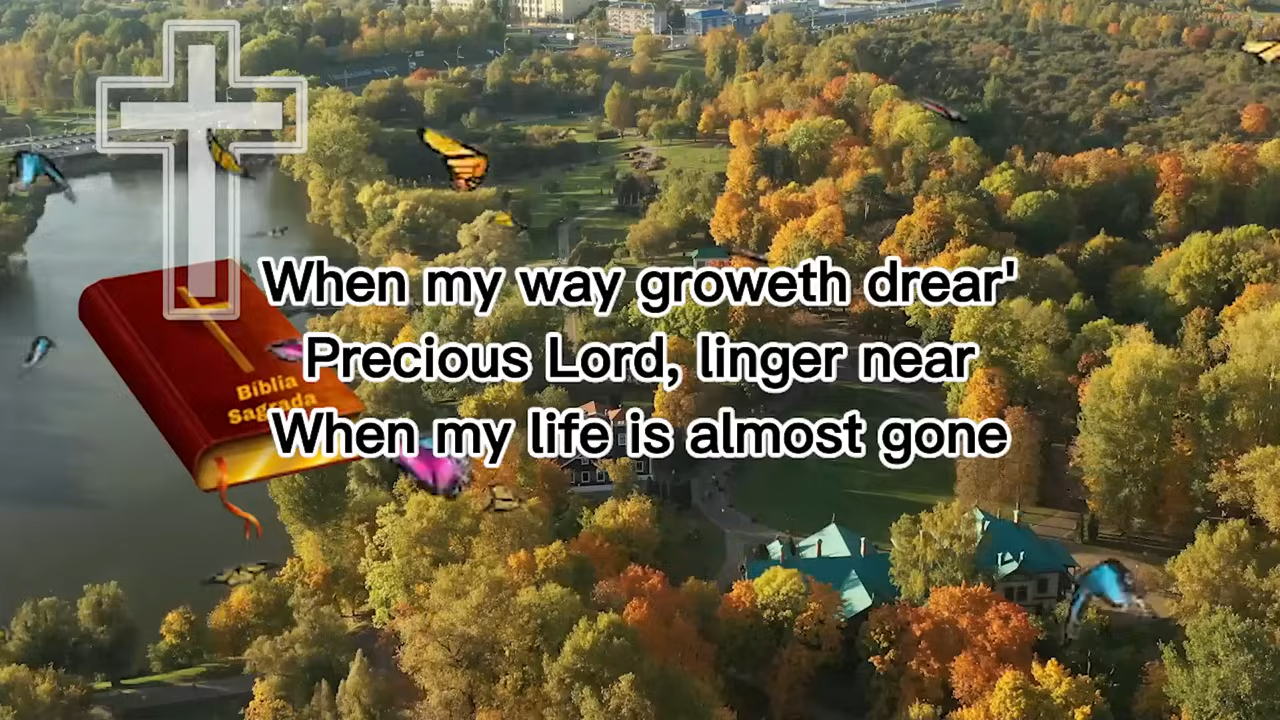 Bíblia
Sagrada
When my way groweth drear'
Precious Lord, linger near
When my life is almost gone